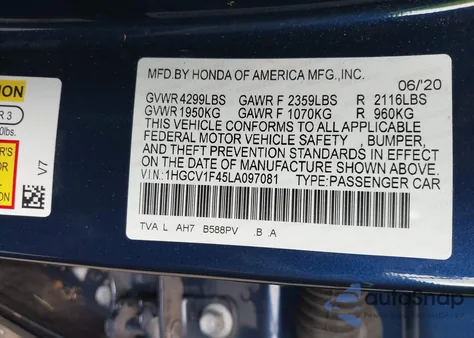 MFD.BY HONDA OF AMERICA MFG.,INC.
06/'20
GVWR 4299LBS GAWR F 2359LBS R 2116LBS
GVWR 1950KG GAWR F 1070KG R 960KG
THIS VEHICLE CONFORMS TO ALL APPLICABLE
FEDERAL MOTOR VEHICLE SAFETY , BUMPER,
AND THEFT PREVENTION STANDARDS IN EFFECT
ON THE DATE OF MANUFACTURE SHOWN ABOVE.
V.I.N:1HGCV1F45LA097081 TYPE:PASSENGER CAR
TVA L AH7 B588PV .B .A
V7
autoSnap